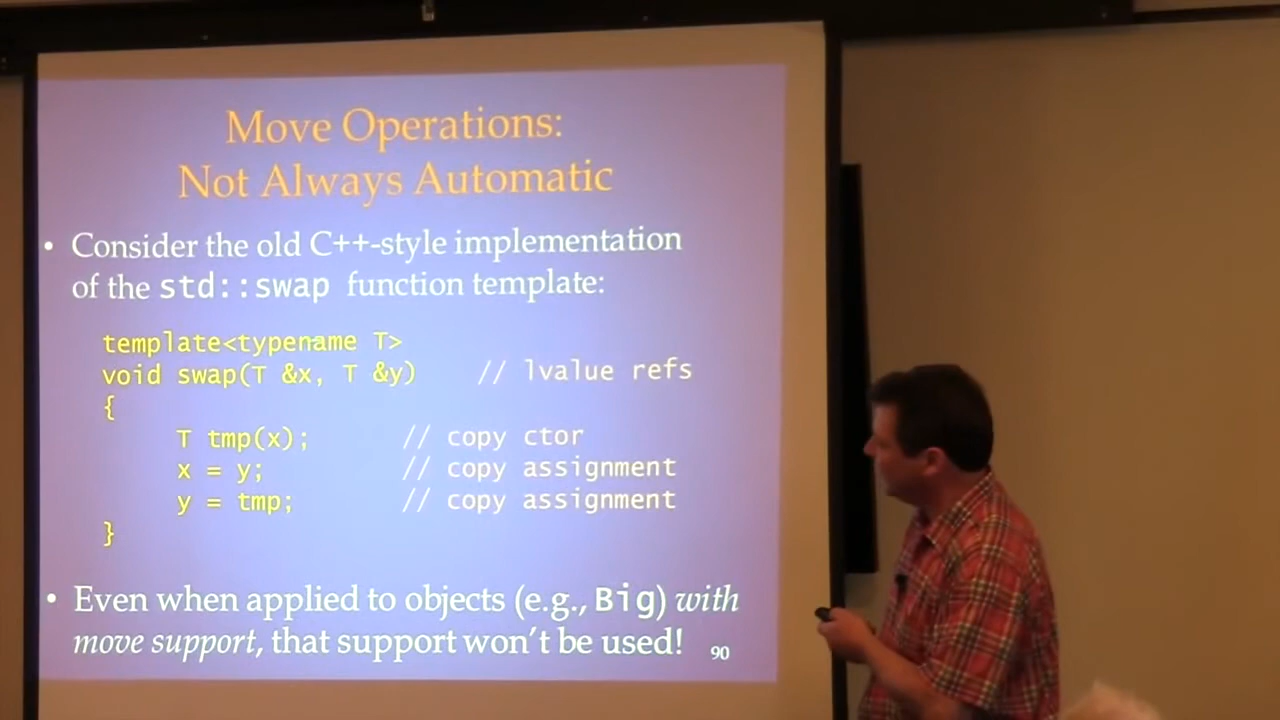 Move Operations:
Not Always Automatic
• Consider the old C++-style implementation
of the std::swap function template:
template<typename T>
void swap(T &x, T &y) // lvalue refs
{
T tmp(x); // copy ctor
x = y; // copy assignment
y = tmp; // copy assignment
}
• Even when applied to objects (e.g., Big) with
move support, that support won't be used!
90